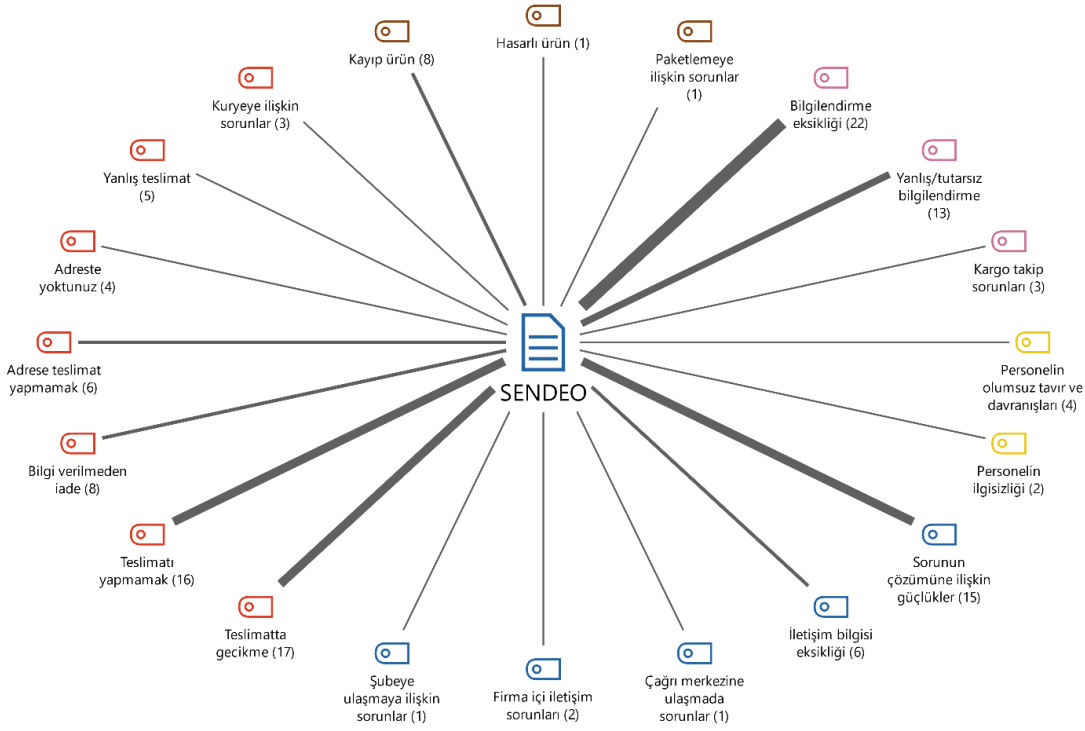 Hasarlı ürün (1)
Kayıp ürün (8)
Paketlemeye
ilişkin sorunlar
(1)
Kuryeye ilişkin
sorunlar (3)
Bilgilendirme
eksikliği (22)
Yanlış teslimat
(5)
Yanlış/tutarsız
bilgilendirme
(13)
Adreste
yoktunuz (4)
Kargo takip
sorunları (3)
Adrese teslimat
yapmamak (6)
SENDEO
Personelin
olumsuz tavır ve
davranışları (4)
Bilgi verilmeden
iade (8)
Personelin
ilgisizliği (2)
Teslimatı
yapmamak (16)
Sorunun
çözümüne ilişkin
güçlükler (15)
Teslimatta
gecikme (17)
İletişim bilgisi
eksikliği (6)
Şubeye
ulaşmaya ilişkin
sorunlar (1)
Firma içi iletişim
sorunları (2)
Çağrı merkezine
ulaşmada
sorunlar (1)